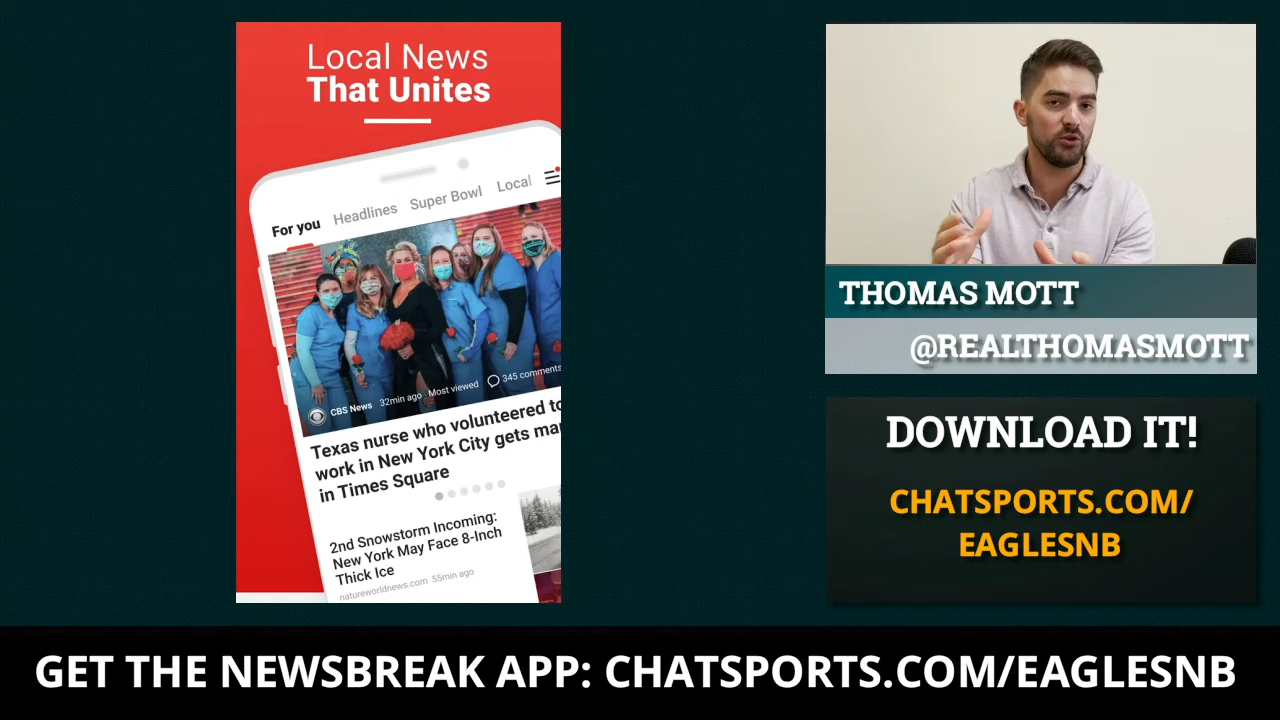 Local News
That Unites
For you
Headlines
Super Bowl
Local
CBS News 32min ago · Most viewed 345 comments
Texas nurse who volunteered to
work in New York City gets
in Times Square
2nd Snowstorm Incoming:
New York May Face 8-Inch
Thick Ice
natureworldnews.com 55min ago
THOMAS MOTT
@REALTHOMASMOTT
DOWNLOAD IT!
CHATSPORTS.COM/
EAGLESNB
GET THE NEWSBREAK APP: CHATSPORTS.COM/EAGLESNB